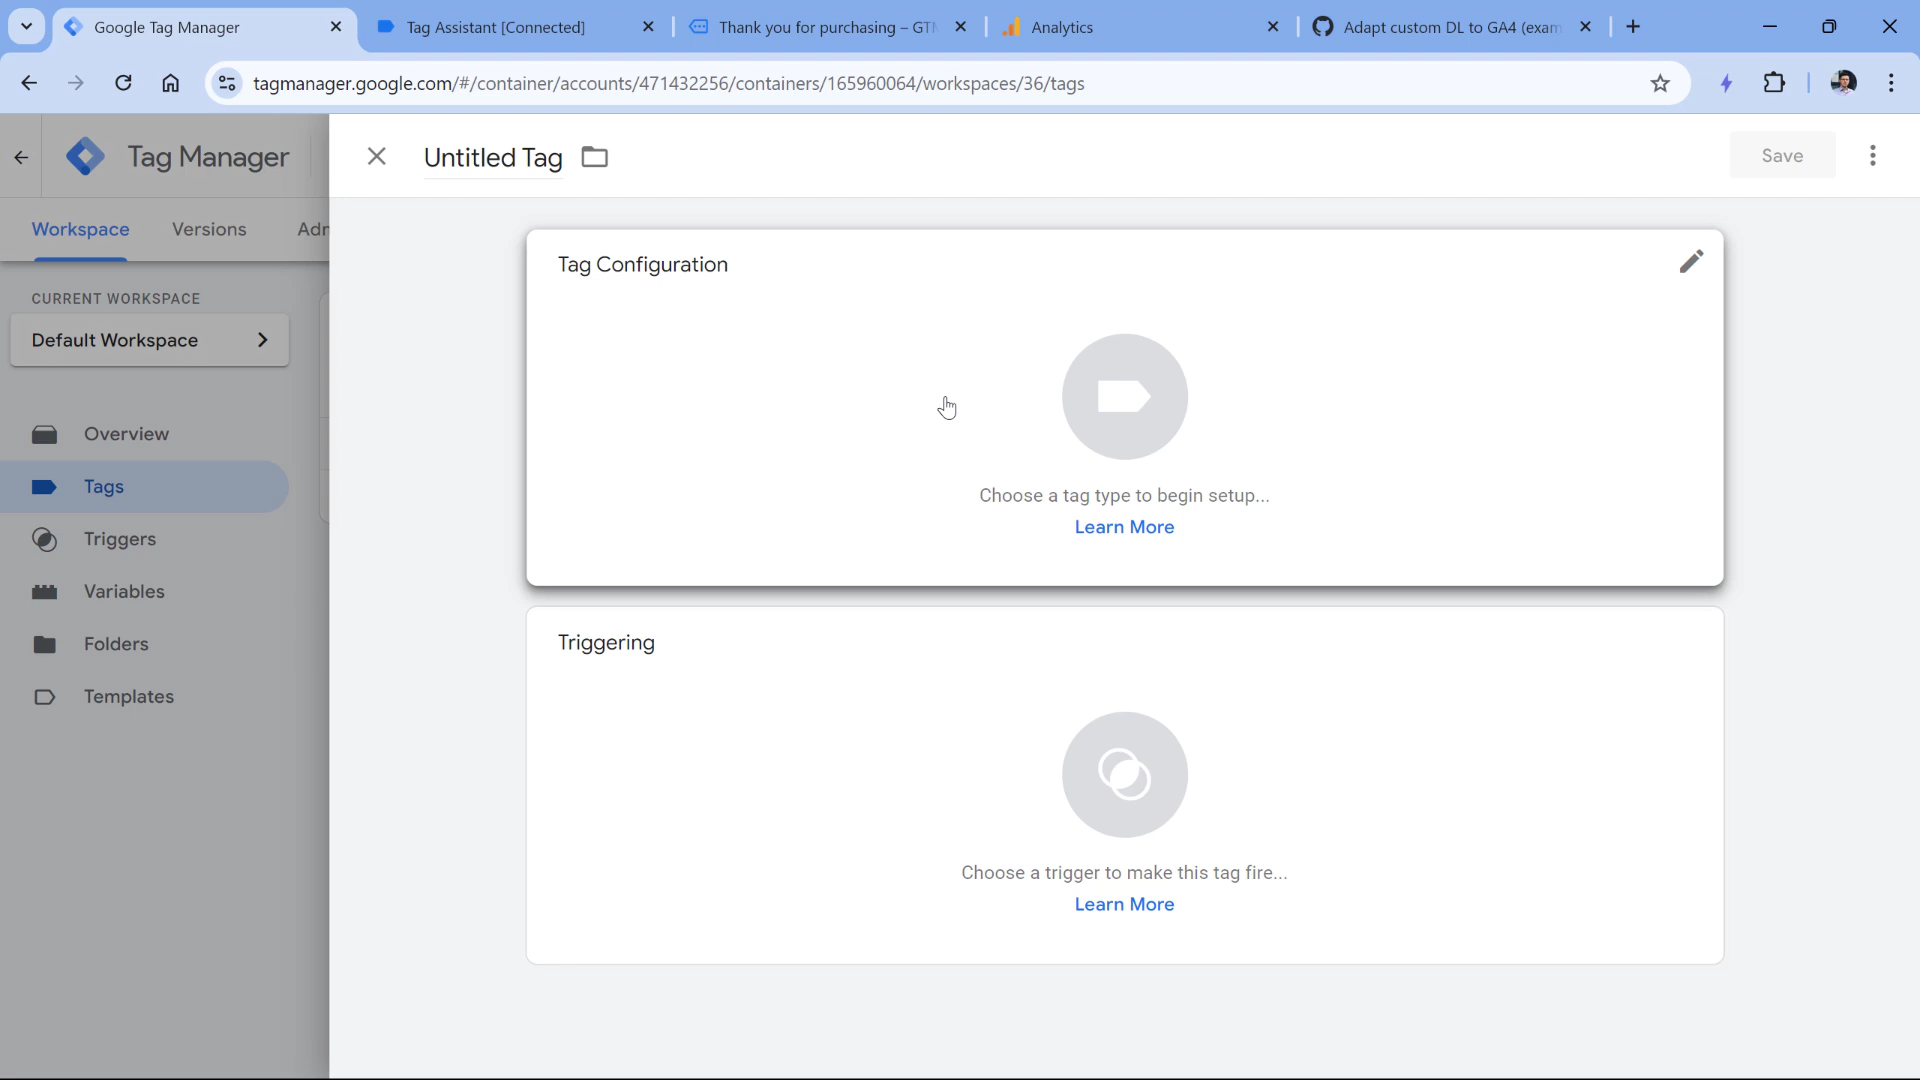 Google Tag Manager
Tag Assistant [Connected]
Thank you for purchasing – GT
Analytics
Adapt custom DL to GA4 (exam
tagmanager.google.com/#/container/accounts/471432256/containers/165960064/workspaces/36/tags
Tag Manager
Untitled Tag
Save
Workspace
Versions
Adr
Tag Configuration
CURRENT WORKSPACE
Default Workspace
Overview
Tags
Choose a tag type to begin setup...
Learn More
Triggers
Variables
Folders
Templates
Triggering
Choose a trigger to make this tag fire...
Learn More